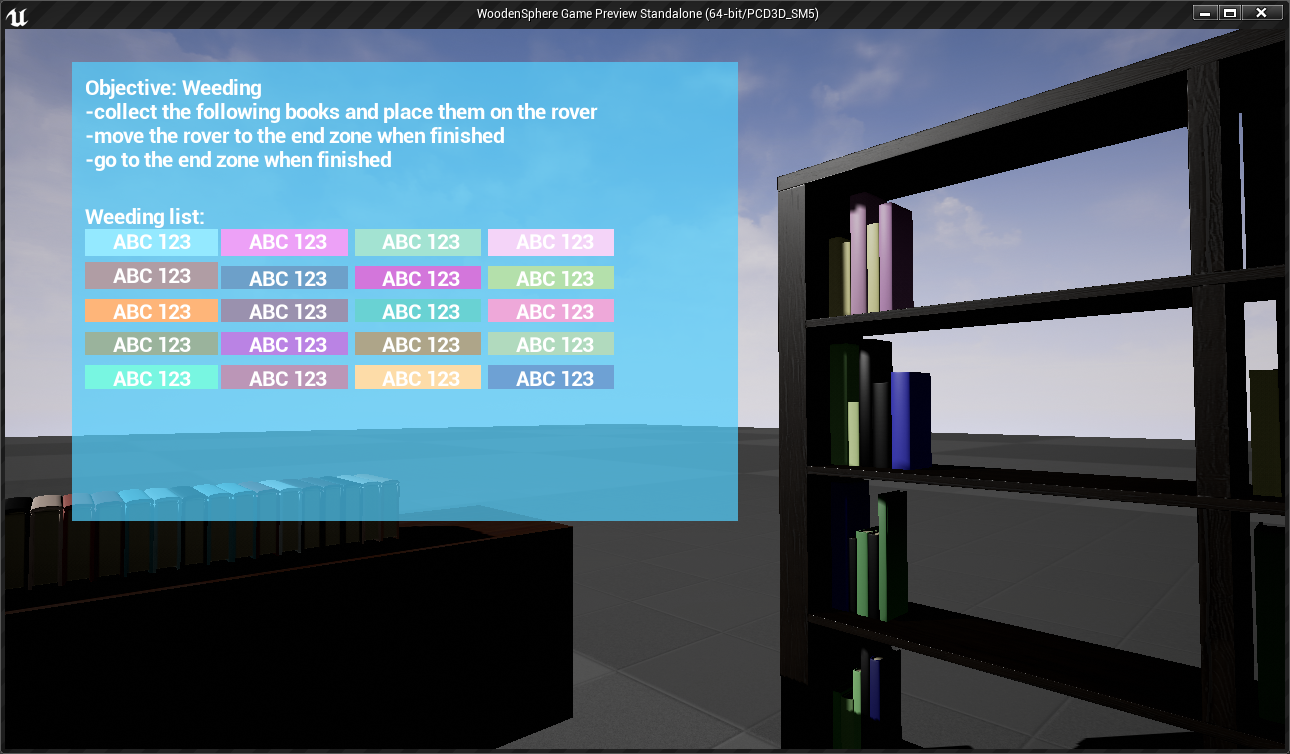 WoodenSphere Game Preview Standalone (64-bit/PCD3D_SM5)
Objective: Weeding
-collect the following books and place them on the rover
-move the rover to the end zone when finished
-go to the end zone when finished
Weeding list:
ABC 123 ABC 123 ABC 123 ABC 123
ABC 123 ABC 123 ABC 123 ABC 123
ABC 123 ABC 123 ABC 123 ABC 123
ABC 123 ABC 123 ABC 123 ABC 123
ABC 123 ABC 123 ABC 123 ABC 123